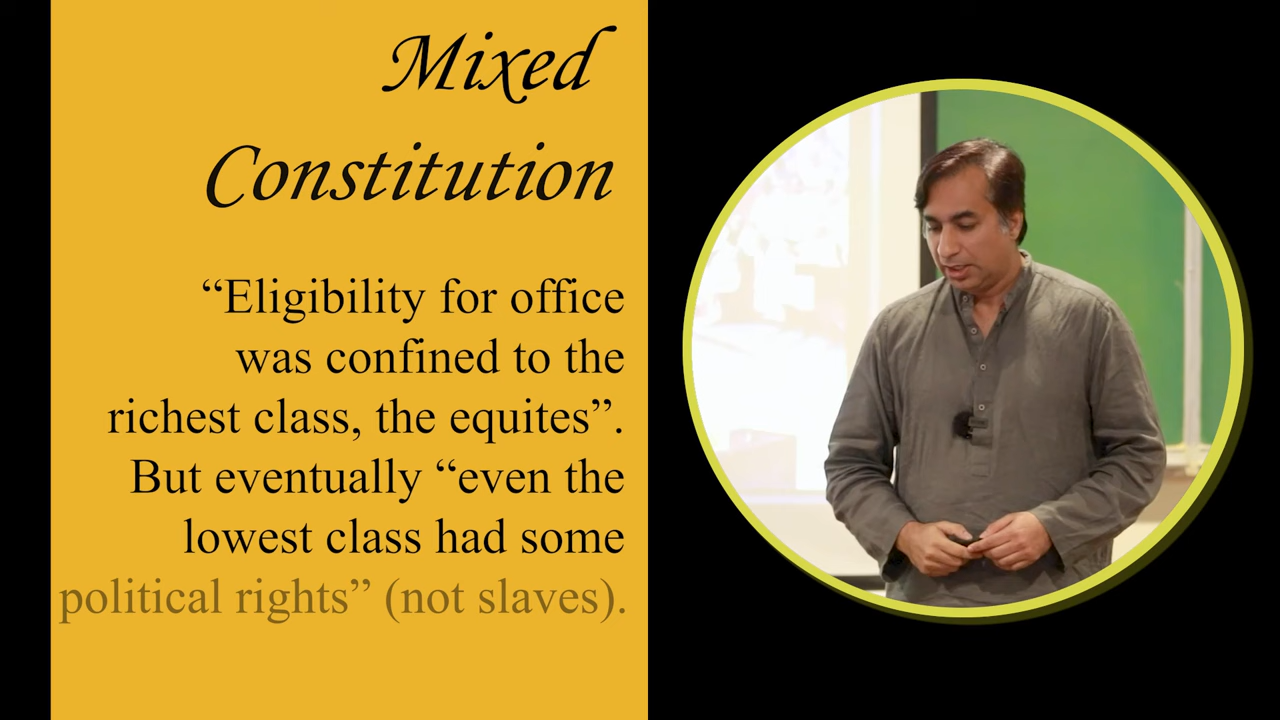 Mixed
Constitution
“Eligibility for office
was confined to the
richest class, the equites”.
But eventually “even the
lowest class had some
political rights” (not slaves).